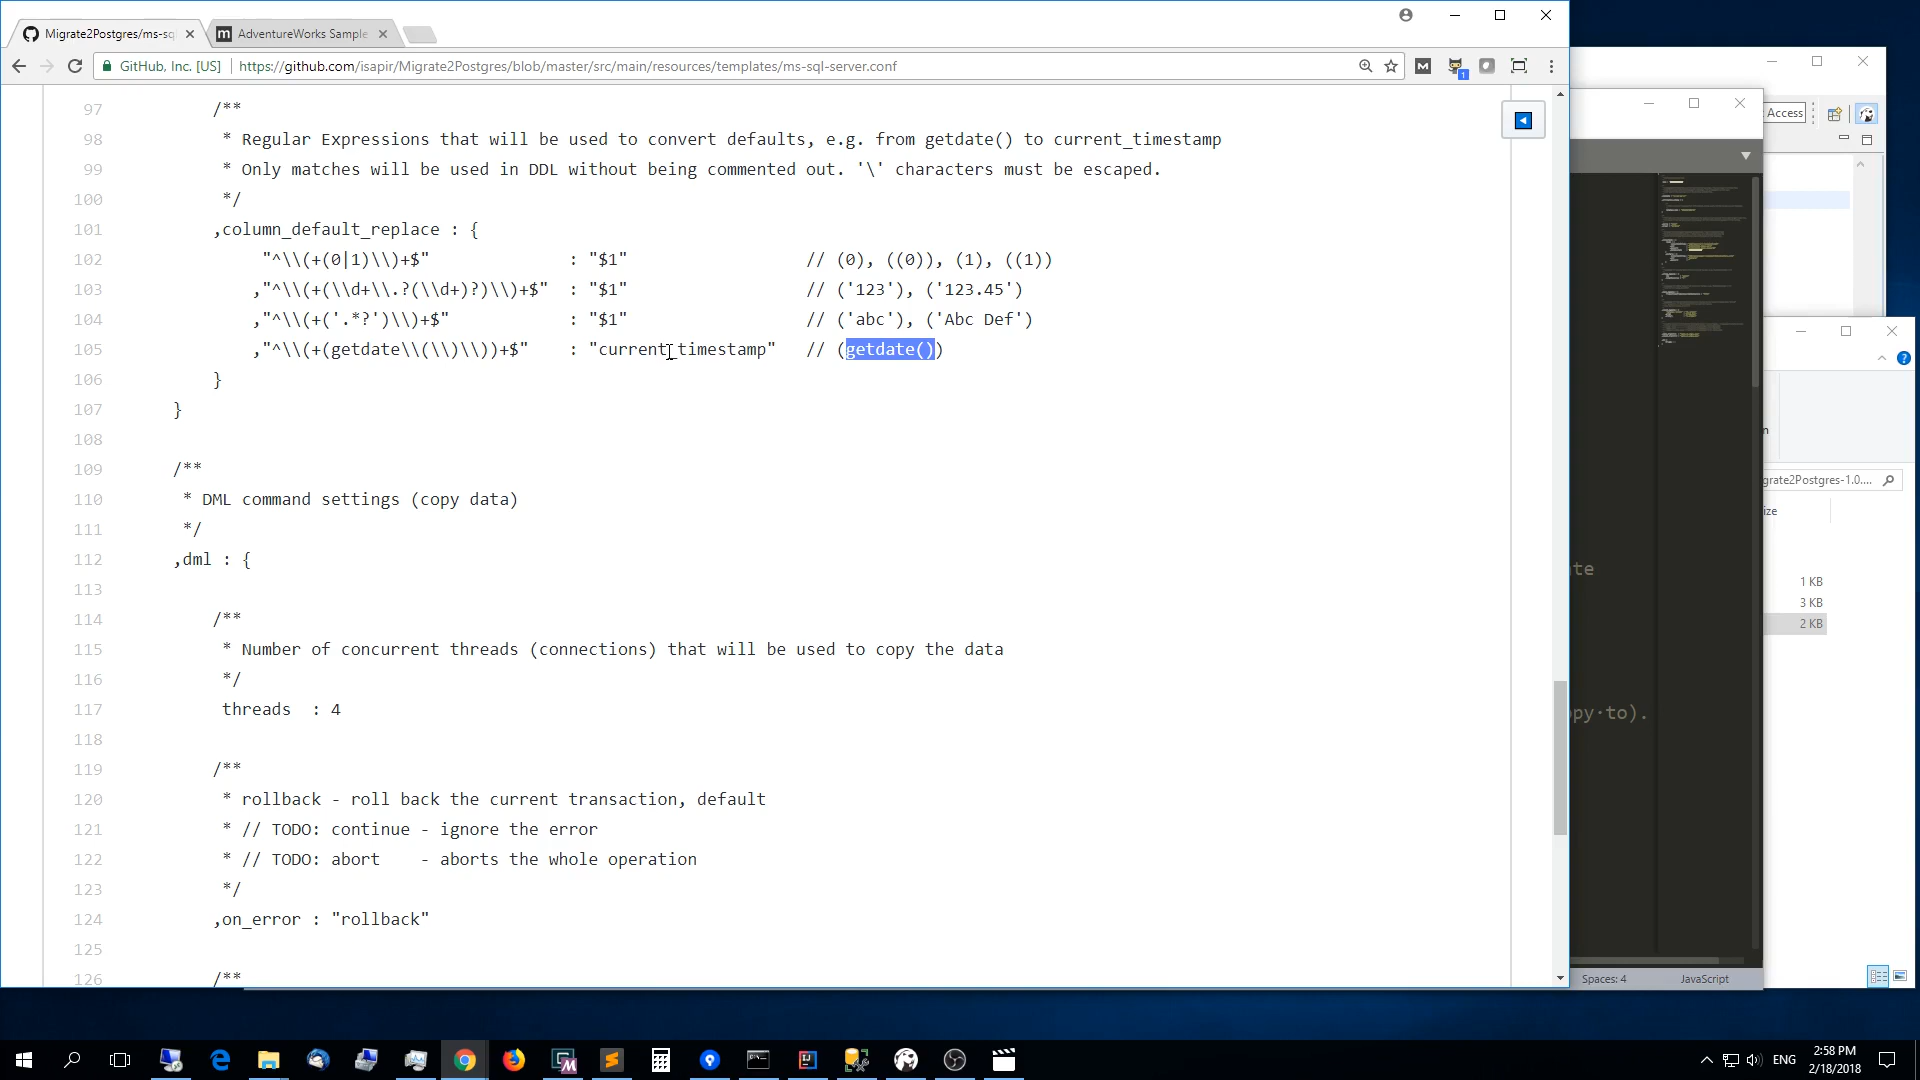 Migrate2Postgres/ms-sql
AdventureWorks Sample
GitHub, Inc. [US]
https://github.com/isapir/Migrate2Postgres/blob/master/src/main/resources/templates/ms-sql-server.conf
1
97 /**
98 * Regular Expressions that will be used to convert defaults, e.g. from getdate() to current_timestamp
99 * Only matches will be used in DDL without being commented out. '\' characters must be escaped.
100 */
101 ,column_default_replace : {
102 "^\\(+(0|1)\\)+$" : "$1" // (0), ((0)), (1), ((1))
103 ,"^\\(+(\\d+\\.?(\\d+)?)\\)+$" : "$1" // ('123'), ('123.45')
104 ,"^\\(+('.*?')\\)+$" : "$1" // ('abc'), ('Abc Def')
105 ,"^\\(+(getdate\\(\\)\\))+$" : "current_timestamp" // (getdate())
106 }
107 }
108
109 /**
110 * DML command settings (copy data)
111 */
112 ,dml : {
113
114 /**
115 * Number of concurrent threads (connections) that will be used to copy the data
116 */
117 threads : 4
118
119 /**
120 * rollback - roll back the current transaction, default
121 * // TODO: continue - ignore the error
122 * // TODO: abort - aborts the whole operation
123 */
124 ,on_error : "rollback"
125
126 /**
Access
grate2Postgres-1.0....
ize
1 KB
3 KB
2 KB
te
opy·to).
Spaces: 4
JavaScript
ENG
2:58 PM
2/18/2018